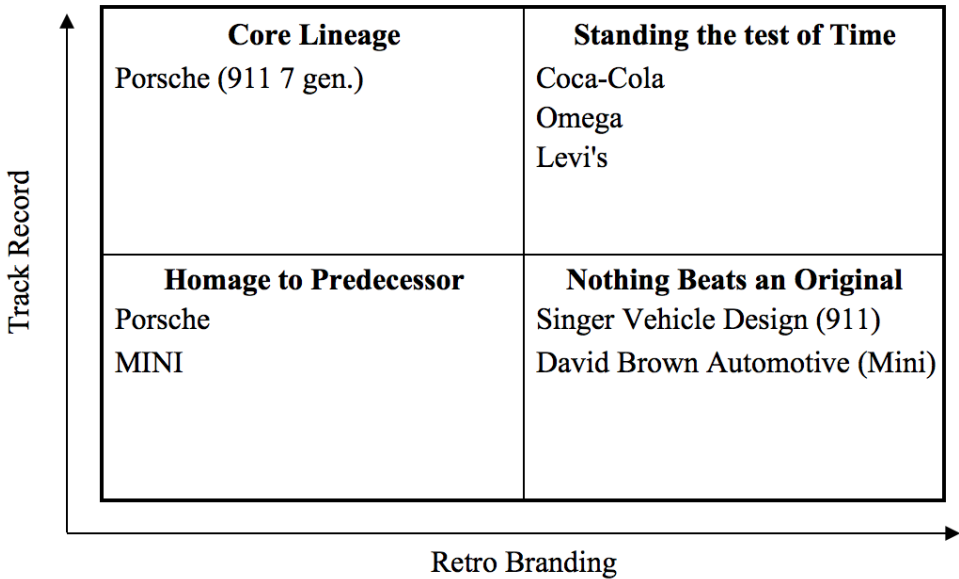 Core Lineage
Porsche (911 7 gen.)
Standing the test of Time
Coca-Cola
Omega
Levi's
Track Record
Homage to Predecessor
Porsche
MINI
Nothing Beats an Original
Singer Vehicle Design (911)
David Brown Automotive (Mini)
Retro Branding